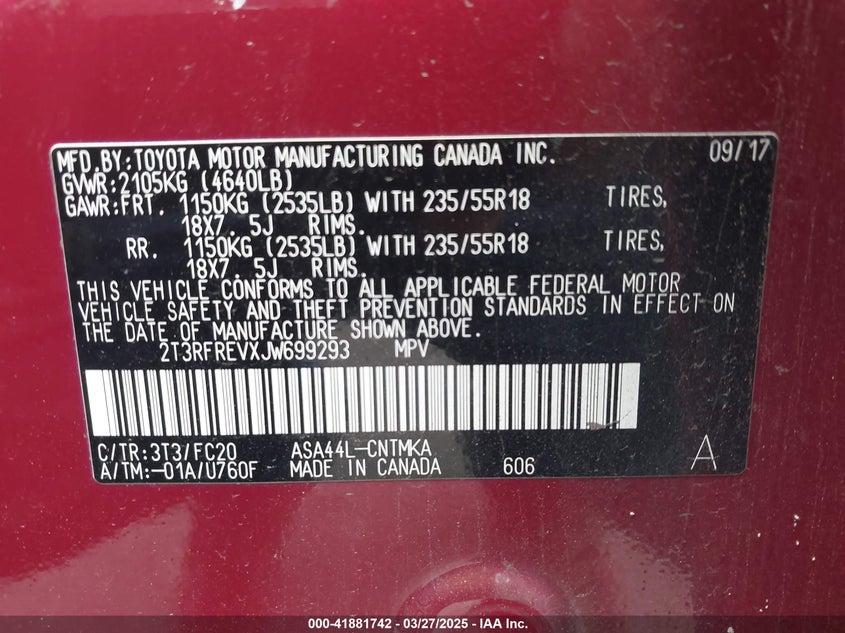 MFD.BY:TOYOTA MOTOR MANUFACTURING CANADA INC. 09/17
GVWR:2105KG (4640LB)
GAWR:FRT. 1150KG (2535LB) WITH 235/55R18 TIRES,
18X7. 5J RIMS.
RR. 1150KG (2535LB) WITH 235/55R18 TIRES,
18X7. 5J RIMS.
THIS VEHICLE CONFORMS TO ALL APPLICABLE FEDERAL MOTOR
VEHICLE SAFETY AND THEFT PREVENTION STANDARDS IN EFFECT ON
THE DATE OF MANUFACTURE SHOWN ABOVE.
2T3RFREVXJW699293 MPV
C/TR:3T3/FC20 ASA44L-CNTMKA A
A/TM:-01A/U760F MADE IN CANADA 606
000-41881742 - 03/27/2025 - IAA Inc.